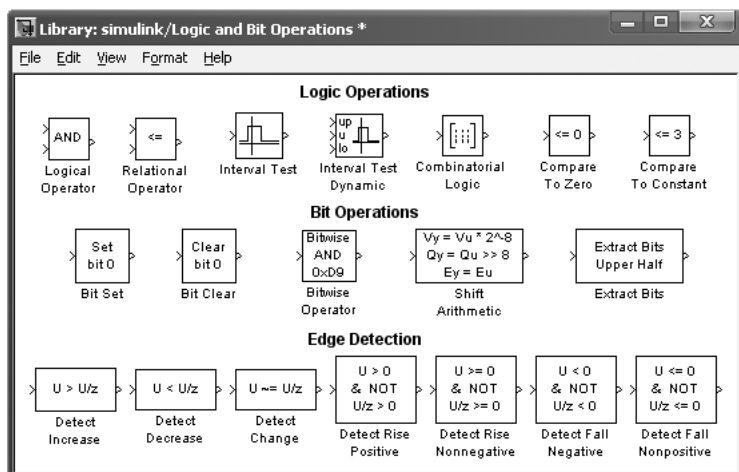 Library: simulink/Logic and Bit Operations *
File Edit View Format Help
Logic Operations
AND
Logical
Operator
<=
Relational
Operator
Interval Test
up
u
lo
Interval Test
Dynamic
Combinatorial
Logic
<= 0
Compare
To Zero
<= 3
Compare
To Constant
Bit Operations
Set
bit 0
Bit Set
Clear
bit 0
Bit Clear
Bitwise
AND
0xD9
Bitwise
Operator
Vy = Vu * 2^-8
Qy = Qu >> 8
Ey = Eu
Shift
Arithmetic
Extract Bits
Upper Half
Extract Bits
Edge Detection
U > U/z
Detect
Increase
U < U/z
Detect
Decrease
U ~= U/z
Detect
Change
U > 0
& NOT
U/z > 0
Detect Rise
Positive
U >= 0
& NOT
U/z >= 0
Detect Rise
Nonnegative
U < 0
& NOT
U/z < 0
Detect Fall
Negative
U <= 0
& NOT
U/z <= 0
Detect Fall
Nonpositive